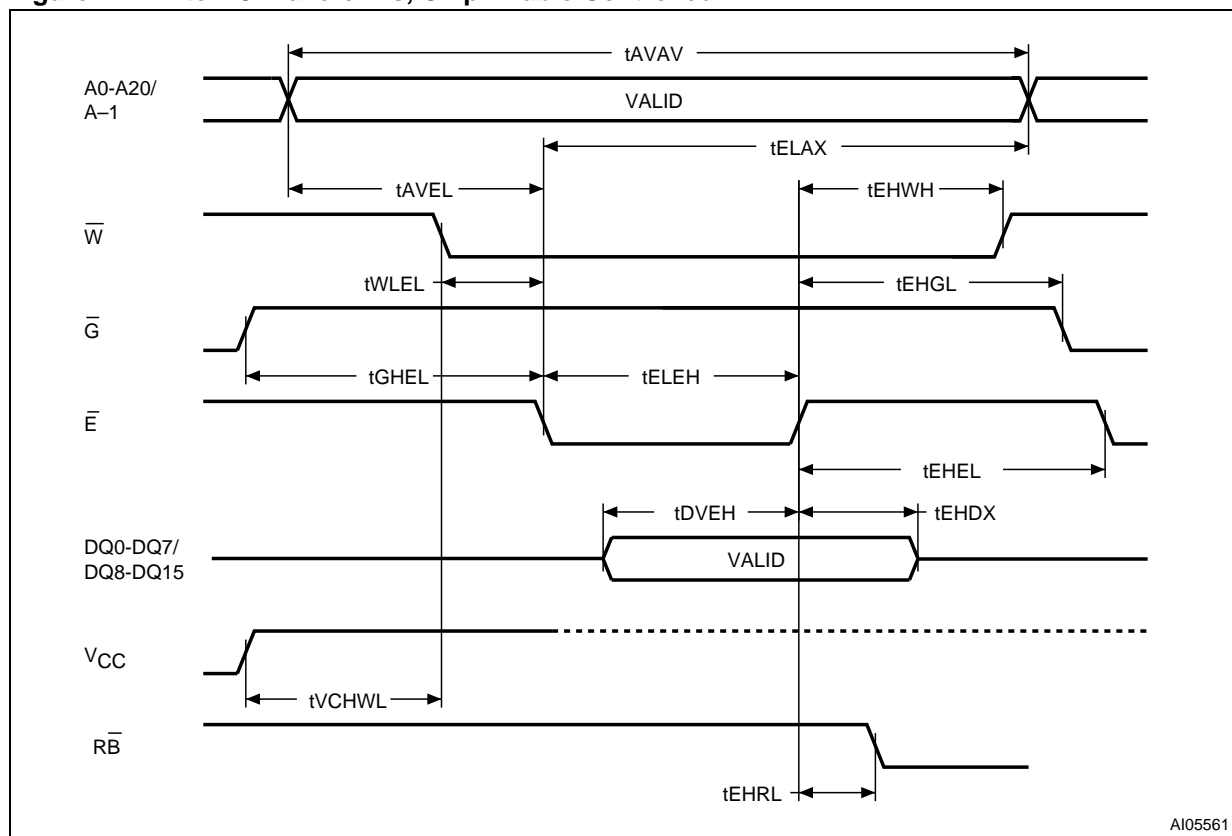 tAVAV
A0-A20/
A–1
VALID
tELAX
tAVEL
tEHWH
W̅
tWLEL
tEHGL
G̅
tGHEL
tELEH
E̅
tEHEL
tDVEH
tEHDX
DQ0-DQ7/
DQ8-DQ15
VALID
VCC
tVCHWL
RB̅
tEHRL
AI05561